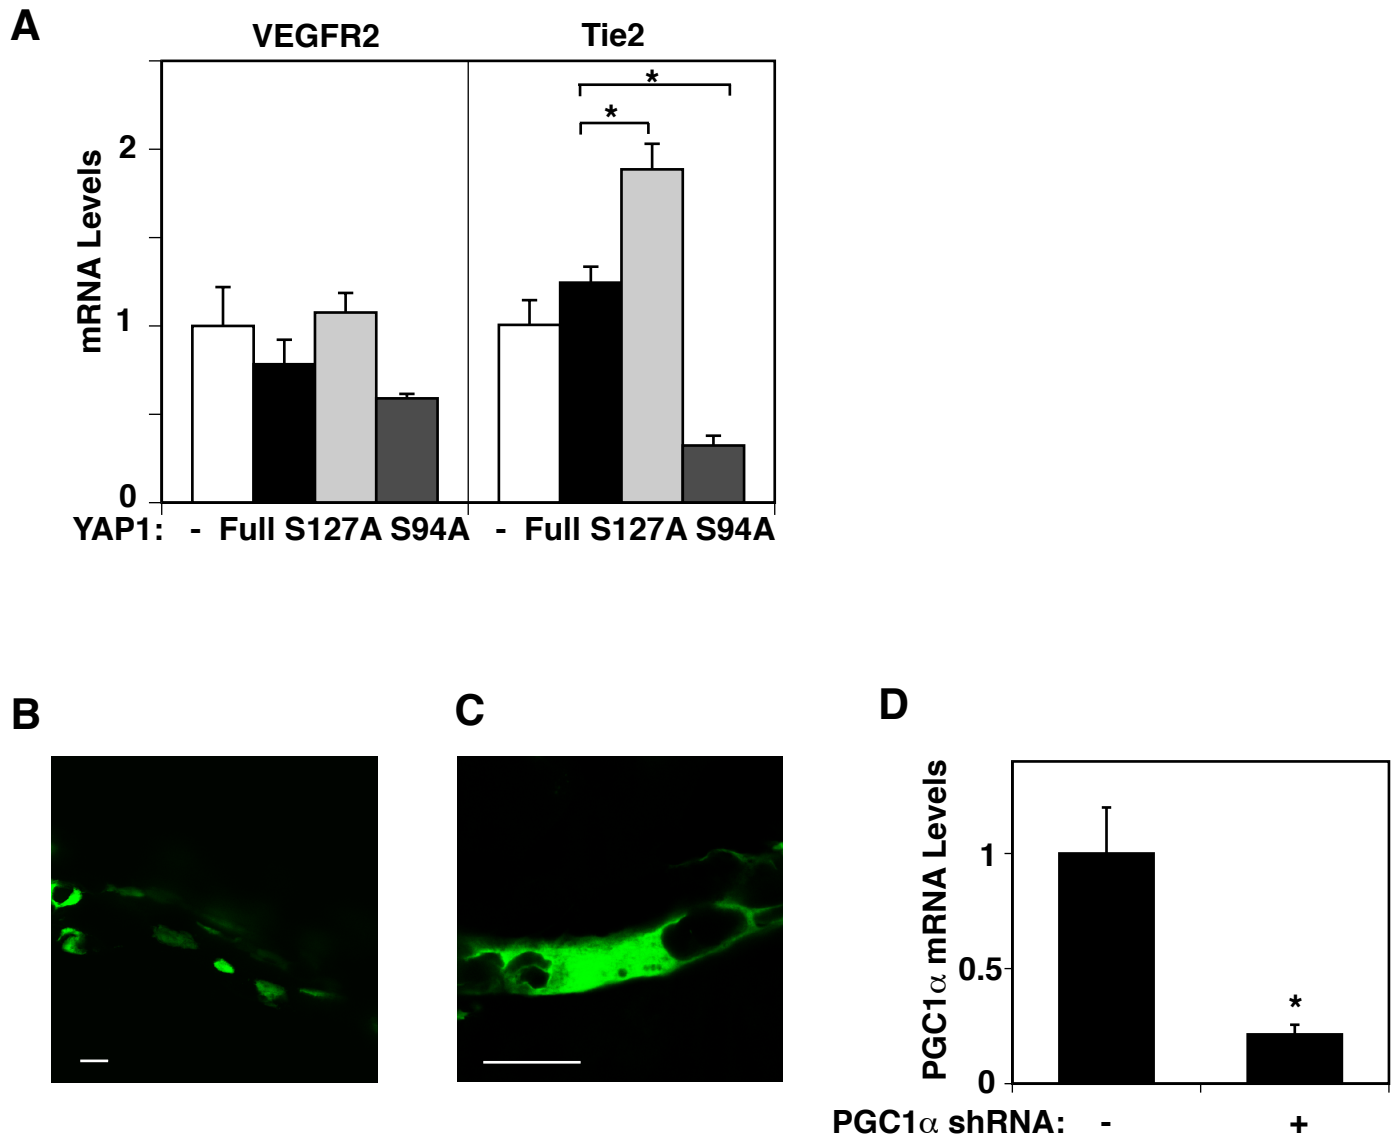 A
VEGFR2 Tie2
*
*
mRNA Levels
2
1
0
YAP1: - Full S127A S94A - Full S127A S94A
B
C
D
PGC1α mRNA Levels
1
0.5
0
*
PGC1α shRNA: - +